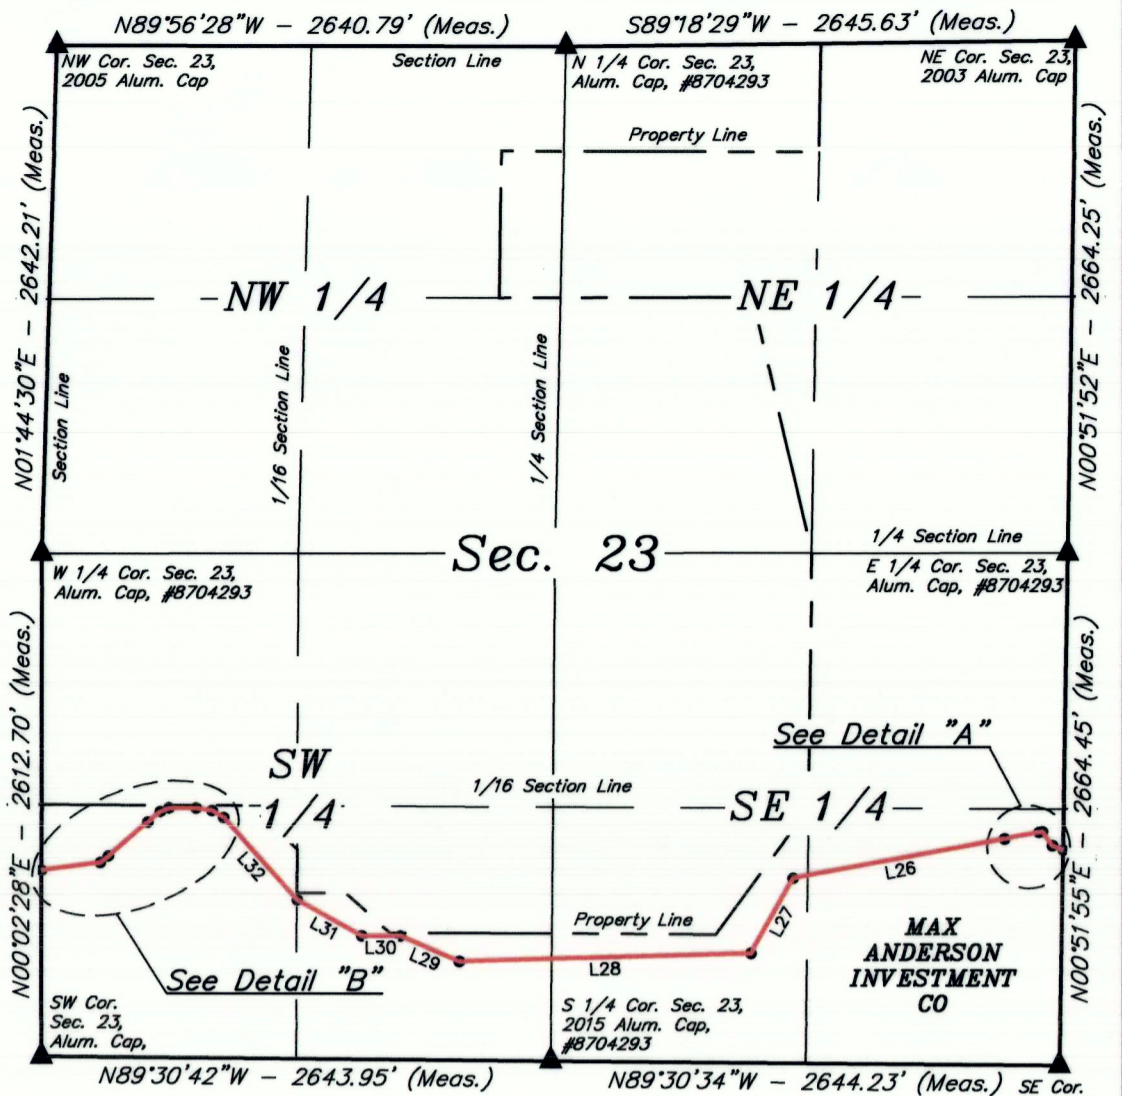 N89°56'28"W - 2640.79' (Meas.)
S89°18'29"W - 2645.63' (Meas.)
NW Cor. Sec. 23,
2005 Alum. Cap
Section Line
N 1/4 Cor. Sec. 23,
Alum. Cap, #8704293
NE Cor. Sec. 23,
2003 Alum. Cap
Property Line
N01°44'30"E - 2642.21' (Meas.)
Section Line
NW 1/4
NE 1/4
N00°51'52"E - 2664.25' (Meas.)
1/16 Section Line
1/4 Section Line
Sec. 23
1/4 Section Line
W 1/4 Cor. Sec. 23,
Alum. Cap, #8704293
E 1/4 Cor. Sec. 23,
Alum. Cap, #8704293
N00°02'28"E - 2612.70' (Meas.)
See Detail "A"
N00°51'55"E - 2664.45' (Meas.)
SW
1/4
1/16 Section Line
SE 1/4
L32
L26
L31
L30
L29
L27
L28
Property Line
MAX
ANDERSON
INVESTMENT
CO
See Detail "B"
SW Cor.
Sec. 23,
Alum. Cap,
S 1/4 Cor. Sec. 23,
2015 Alum. Cap,
#8704293
N89°30'42"W - 2643.95' (Meas.)
N89°30'34"W - 2644.23' (Meas.)
SE Cor.